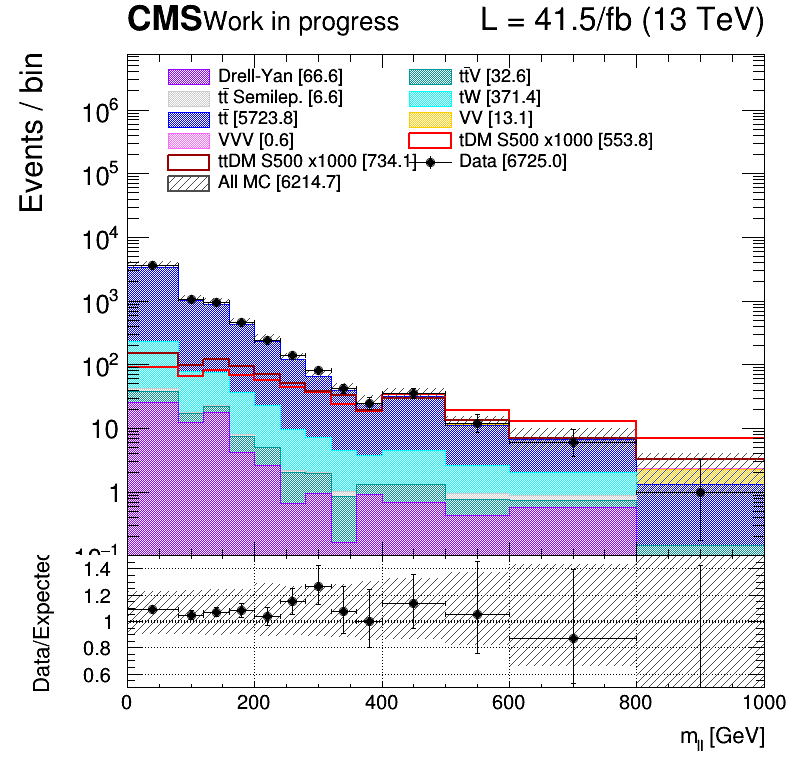 CMS Work in progress L = 41.5/fb (13 TeV)
Events / bin
Drell-Yan [66.6] tt̄V [32.6]
tt̄ Semilep. [6.6] tW [371.4]
tt̄ [5723.8] VV [13.1]
VVV [0.6] tDM S500 x1000 [553.8]
ttDM S500 x1000 [734.1] Data [6725.0]
All MC [6214.7]
10⁶
10⁵
10⁴
10³
10²
10
1
10⁻¹
Data/Expected
1.4
1.2
1
0.8
0.6
0 200 400 600 800 1000
m_ll [GeV]